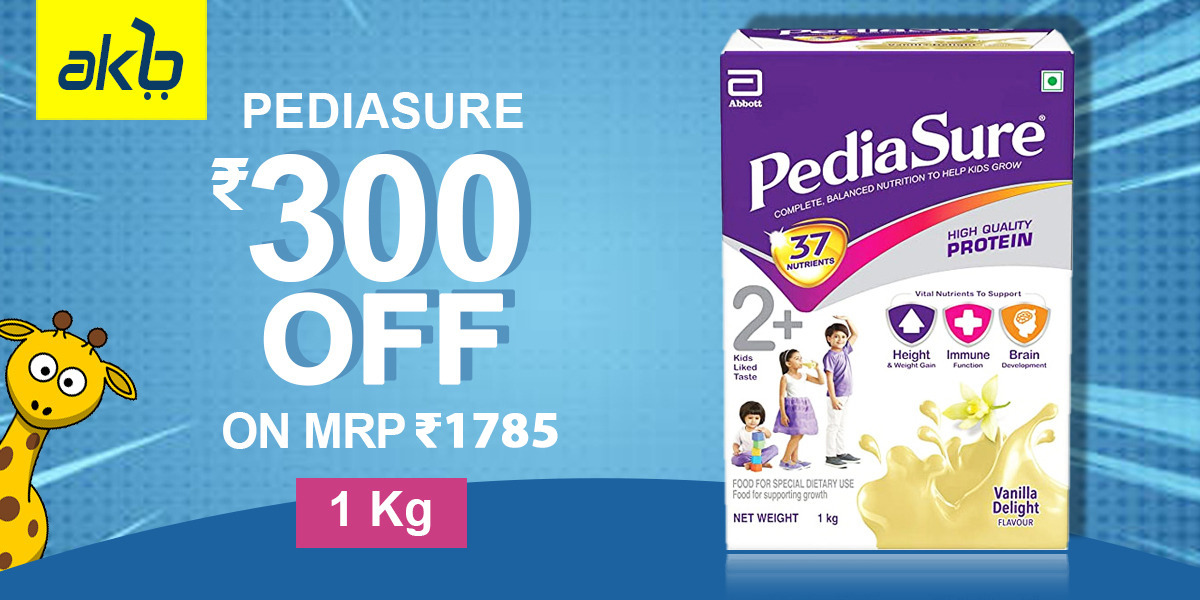 akb
PEDIASURE
₹300
OFF
ON MRP ₹1785
1 Kg
Vanilla Delight
Abbott
PediaSure®
COMPLETE, BALANCED NUTRITION TO HELP KIDS GROW
37
NUTRIENTS
HIGH QUALITY
PROTEIN
2+
Kids
Liked
Taste
Vital Nutrients To Support
Height
& Weight Gain
Immune
Function
Brain
Development
FOOD FOR SPECIAL DIETARY USE
Food for supporting growth
NET WEIGHT 1 kg
Vanilla
Delight
FLAVOUR